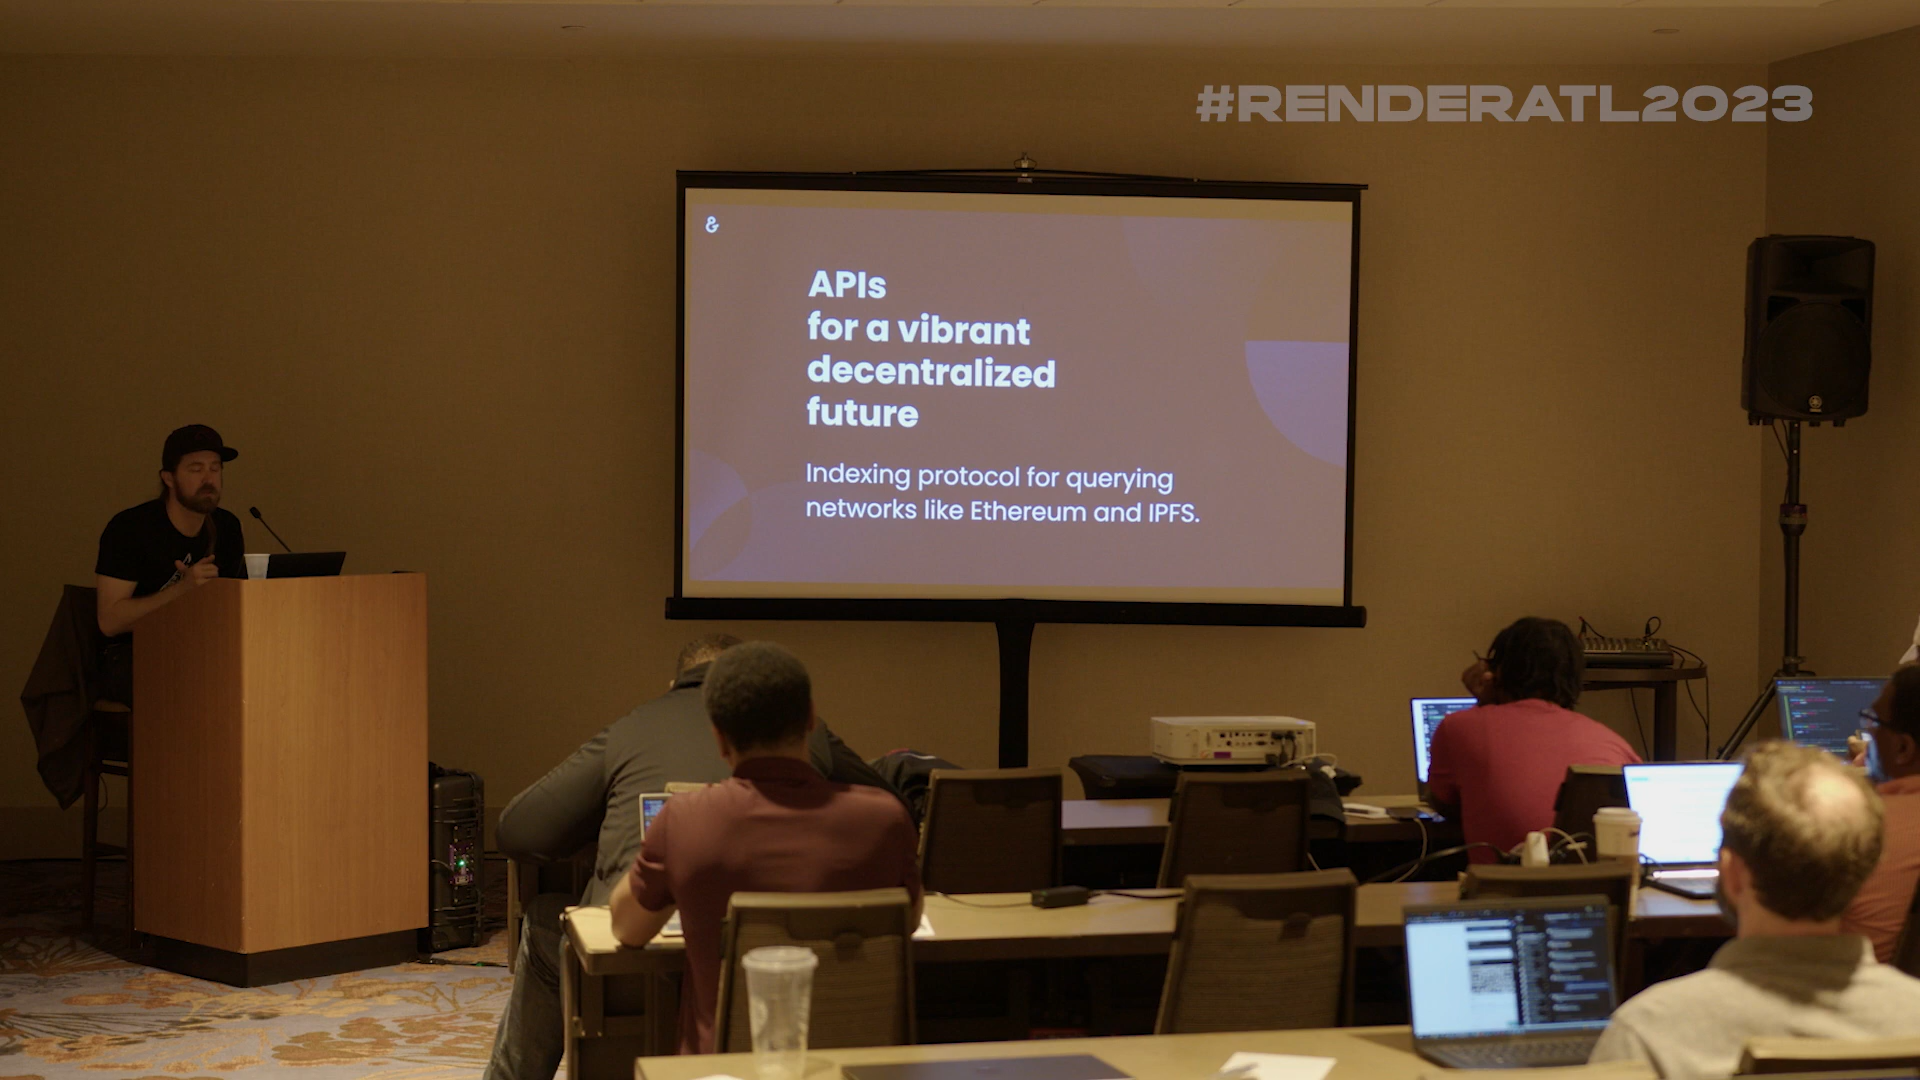 #RENDERATL2023
&
APIs
for a vibrant
decentralized
future
Indexing protocol for querying
networks like Ethereum and IPFS.